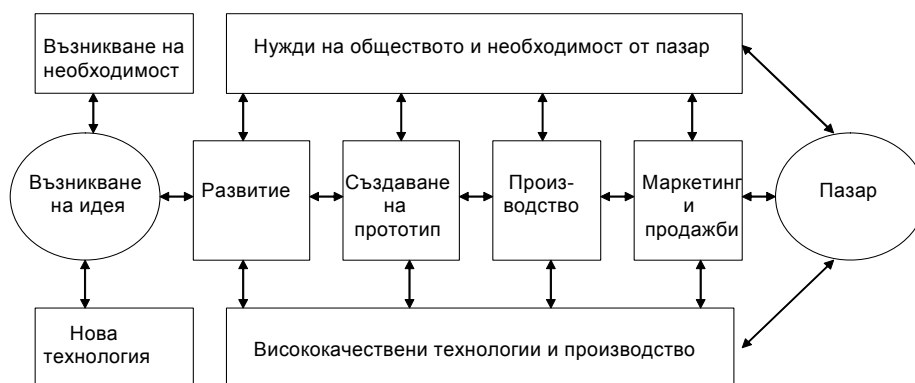 Възникване на
необходимост
Нужди на обществото и необходимост от пазар
Възникване
на идея
Развитие
Създаване
на
прототип
Произ-
водство
Маркетинг
и
продажби
Пазар
Нова
технология
Висококачествени технологии и производство